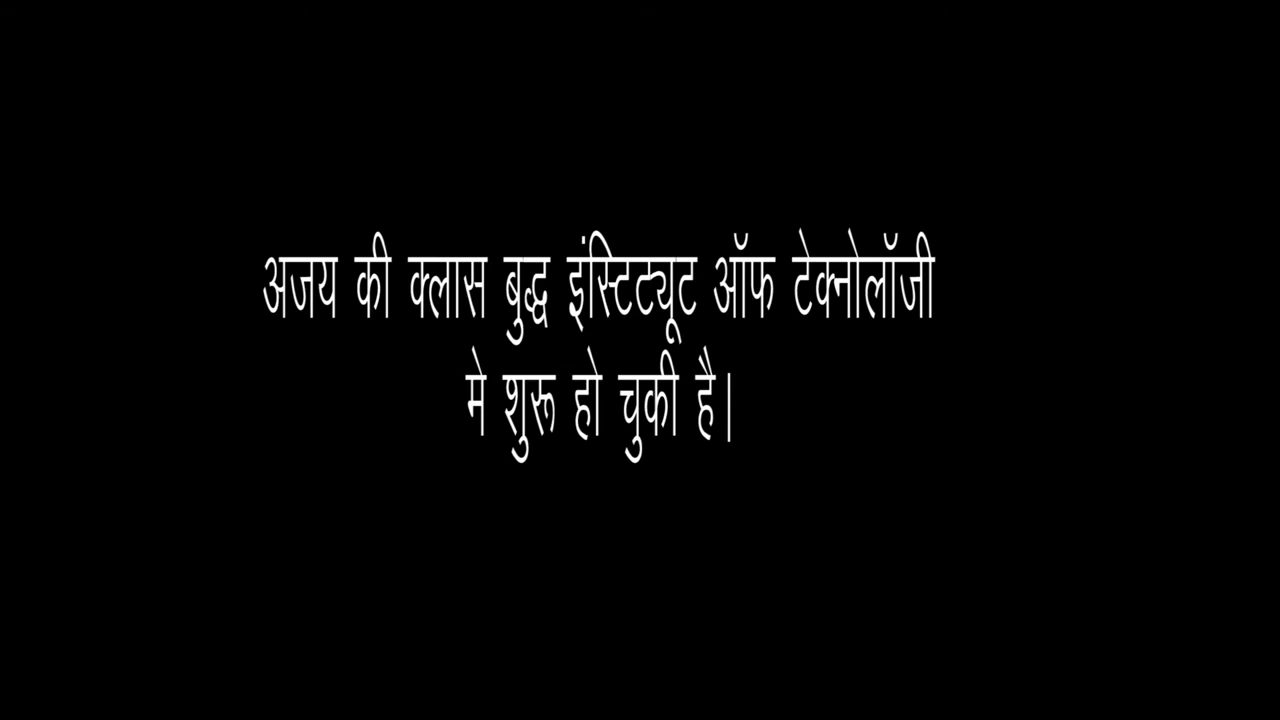 अजय की क्लास बुद्ध इंस्टिट्यूट ऑफ टेक्नोलॉजी
मे शुरू हो चुकी है।